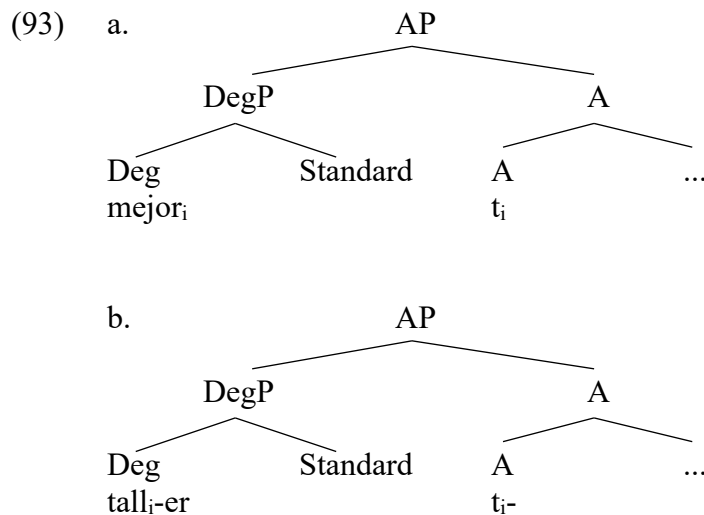 (93) a. AP
DegP A
Deg Standard A ...
mejorᵢ tᵢ
b. AP
DegP A
Deg Standard A ...
tallᵢ-er tᵢ-